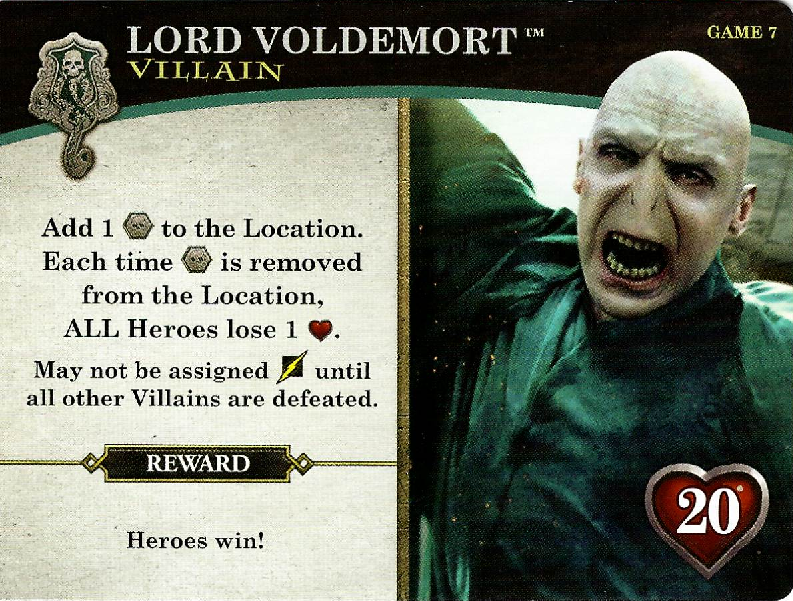 LORD VOLDEMORT™
GAME 7
VILLAIN
Add 1 to the Location.
Each time is removed
from the Location,
ALL Heroes lose 1 .
May not be assigned until
all other Villains are defeated.
REWARD
Heroes win!
20*